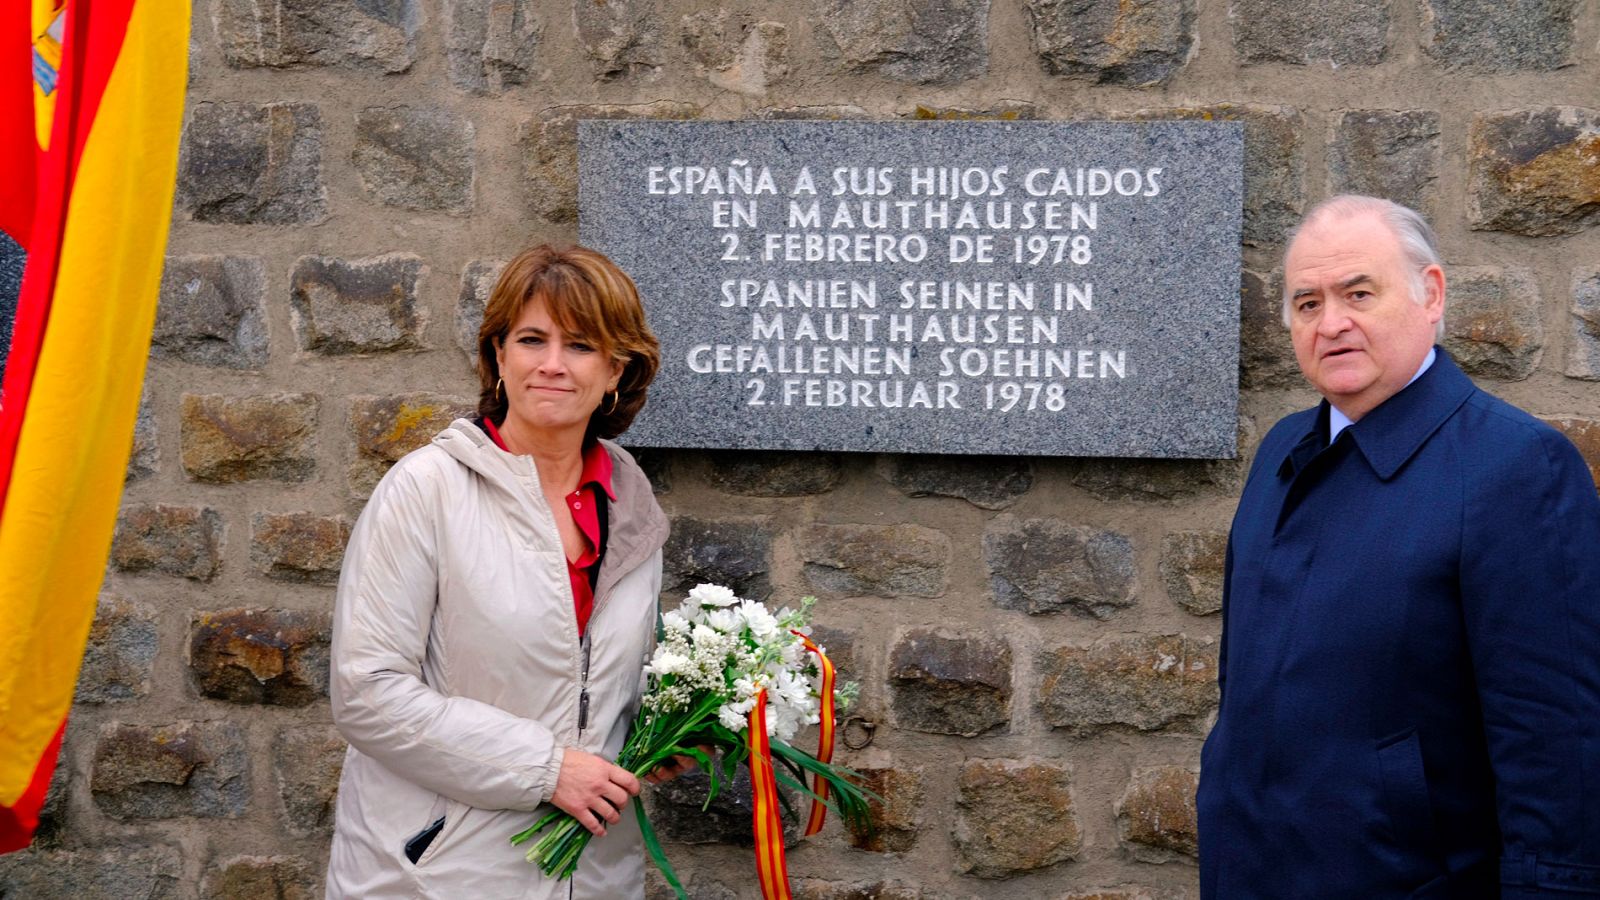 ESPAÑA A SUS HIJOS CAIDOS
EN MAUTHAUSEN
2. FEBRERO DE 1978
SPANIEN SEINEN IN
MAUTHAUSEN
GEFALLENEN SOEHNEN
2. FEBRUAR 1978